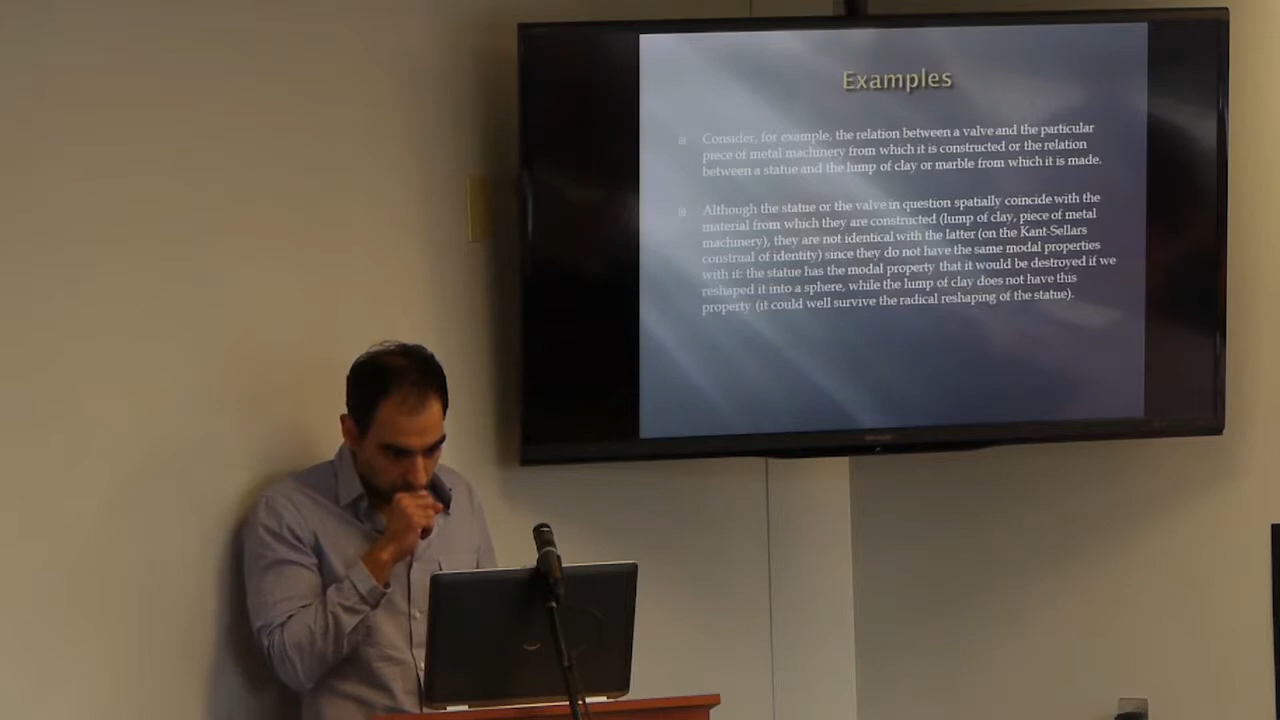 Examples
Consider, for example, the relation between a valve and the particular
piece of metal machinery from which it is constructed or the relation
between a statue and the lump of clay or marble from which it is made.
Although the statue or the valve in question spatially coincide with the
material from which they are constructed (lump of clay, piece of metal
machinery), they are not identical with the latter (on the Kant-Sellars
construal of identity) since they do not have the same modal properties
with it: the statue has the modal property that it would be destroyed if we
reshaped it into a sphere, while the lump of clay does not have this
property (it could well survive the radical reshaping of the statue).